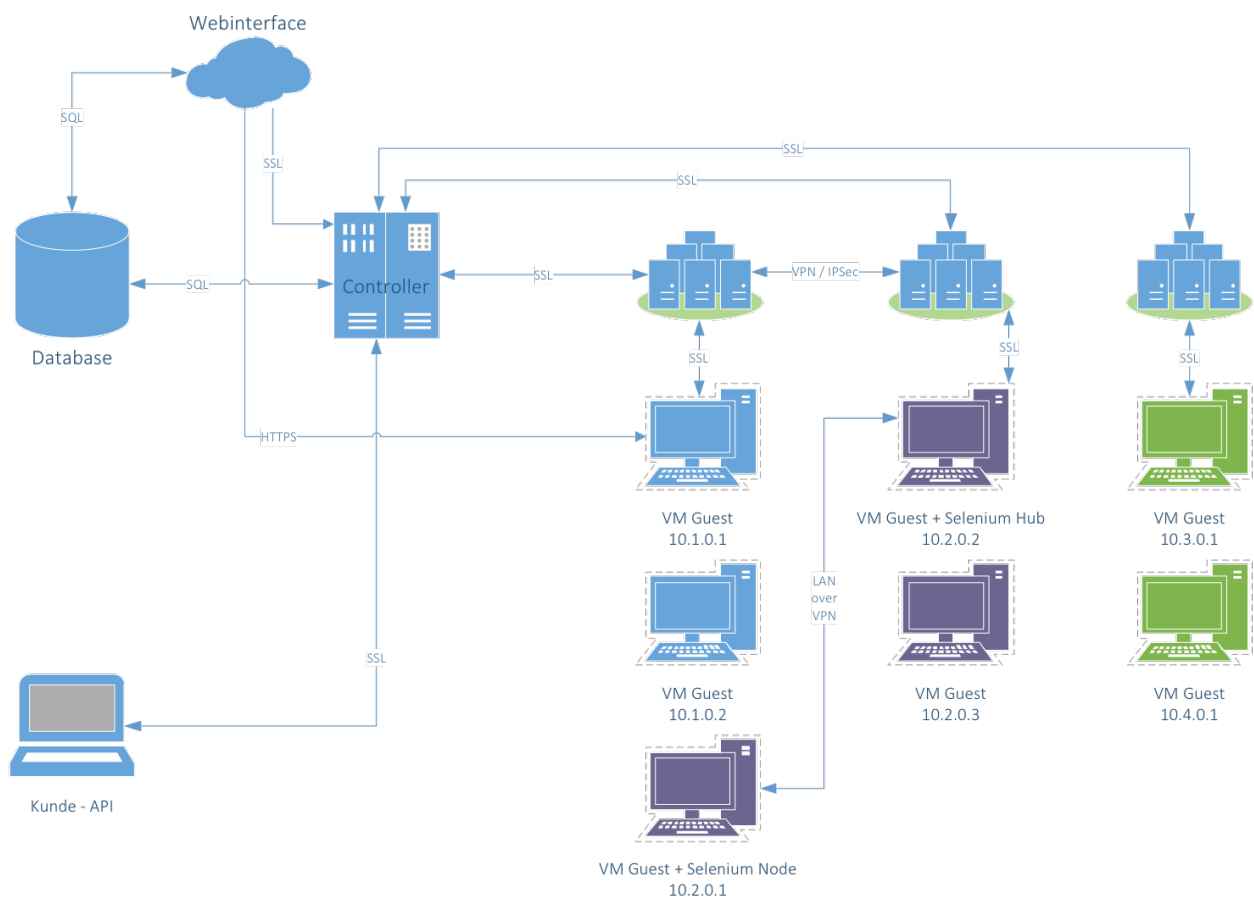 Webinterface
SQL
SSL
SSL
SSL
Controller
SQL
SSL
VPN / IPSec
Database
SSL
SSL
SSL
HTTPS
VM Guest
10.1.0.1
VM Guest + Selenium Hub
10.2.0.2
VM Guest
10.3.0.1
LAN
over
VPN
SSL
VM Guest
10.1.0.2
VM Guest
10.2.0.3
VM Guest
10.4.0.1
Kunde - API
VM Guest + Selenium Node
10.2.0.1